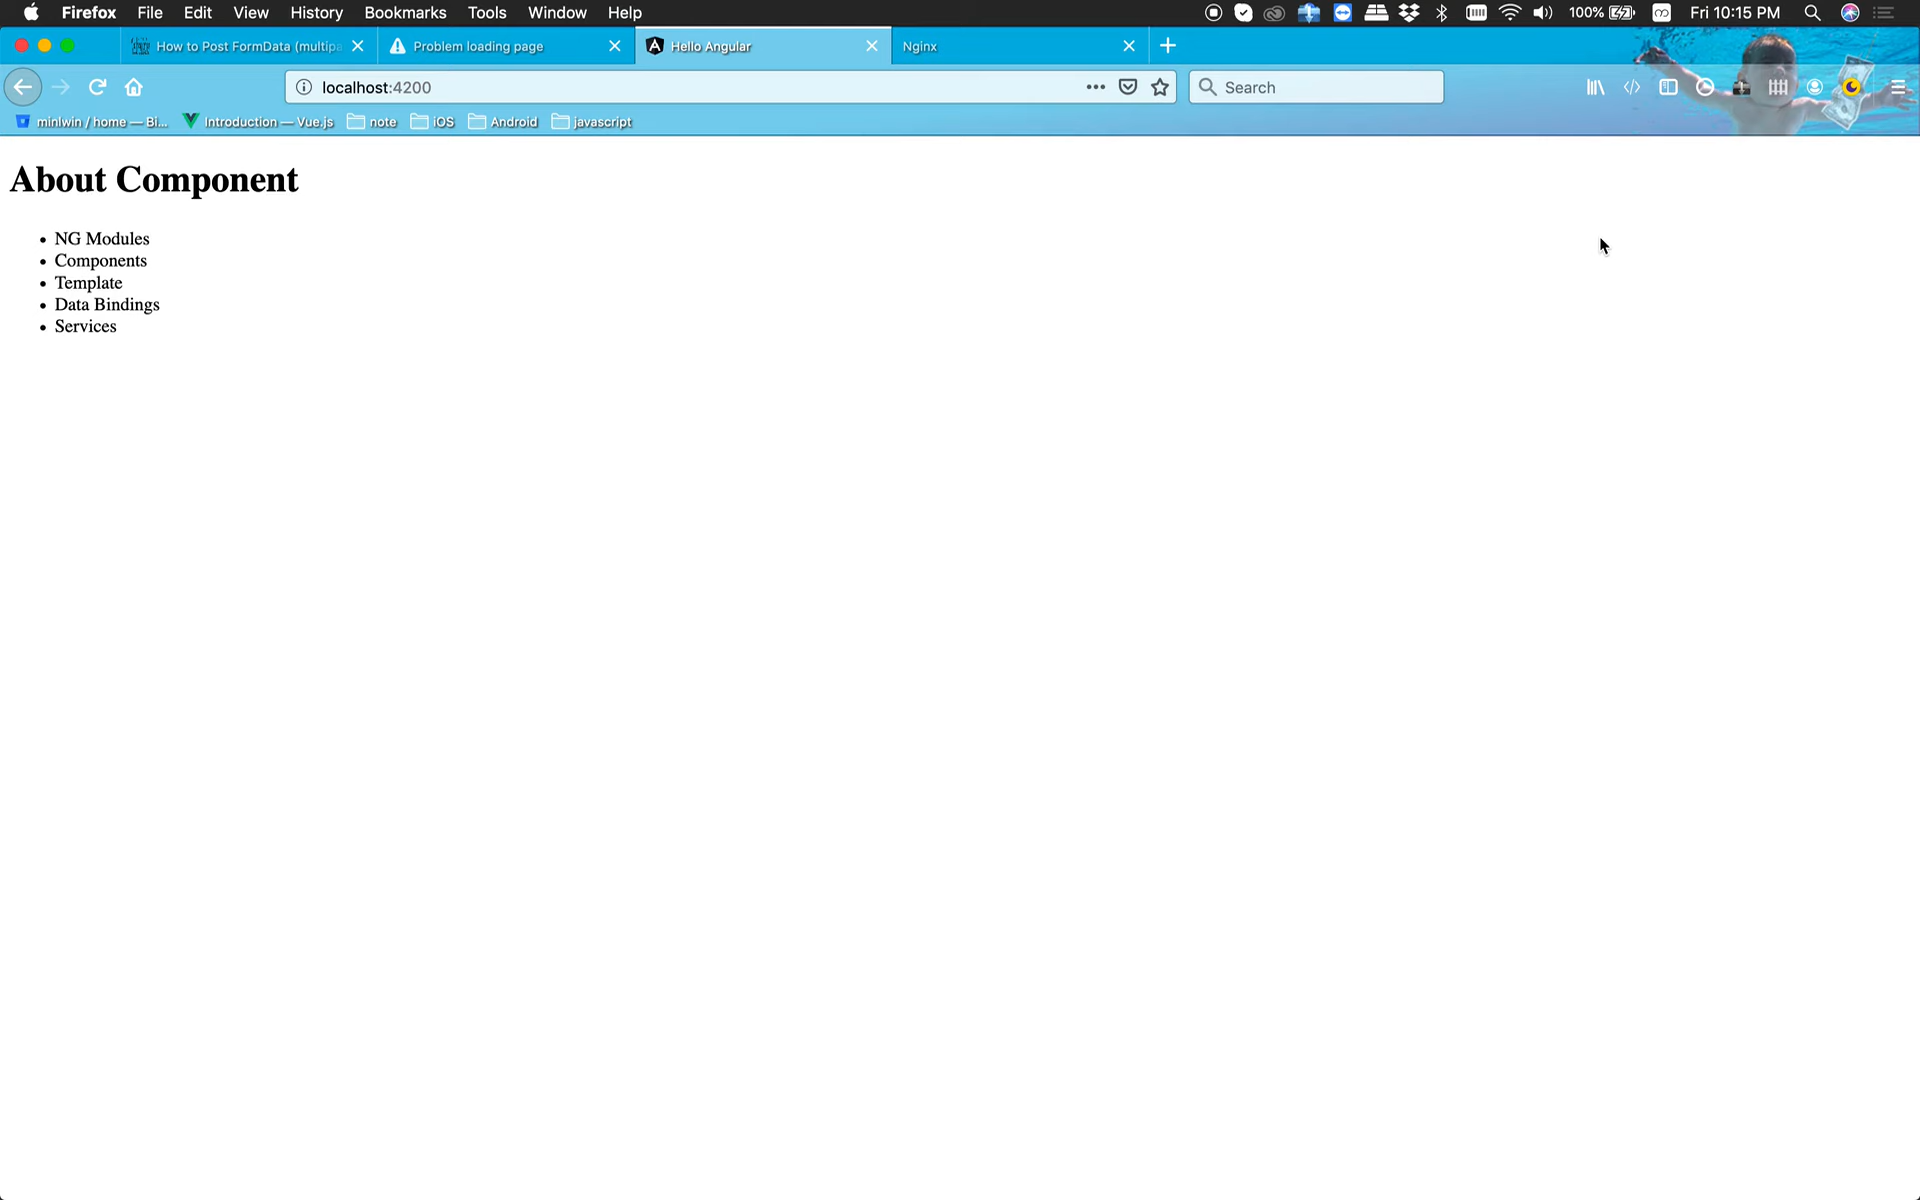 Firefox File Edit View History Bookmarks Tools Window Help 100% Fri 10:15 PM
How to Post FormData (multipa Problem loading page Hello Angular Nginx
localhost:4200 Search
minlwin / home — Bi... Introduction — Vue.js note iOS Android javascript
About Component
• NG Modules
• Components
• Template
• Data Bindings
• Services